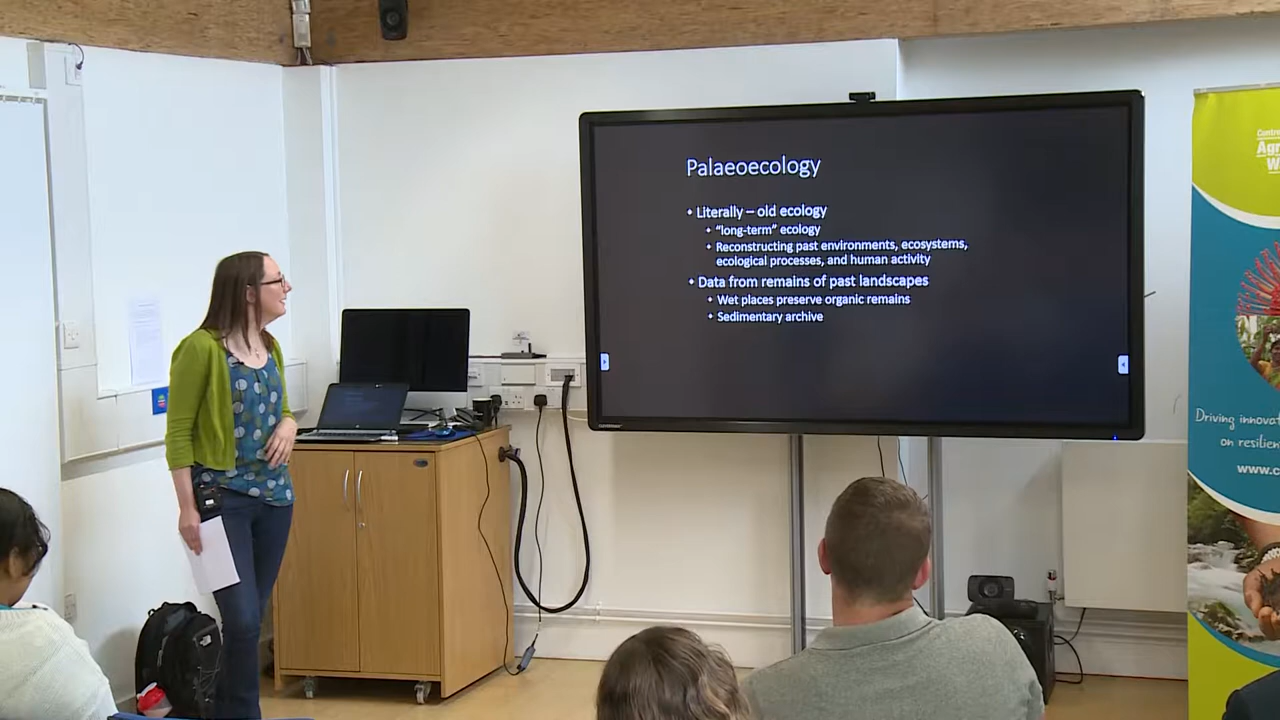 Palaeoecology
• Literally – old ecology
• “long-term” ecology
• Reconstructing past environments, ecosystems,
ecological processes, and human activity
• Data from remains of past landscapes
• Wet places preserve organic remains
• Sedimentary archive
Driving
on resilien
www.c